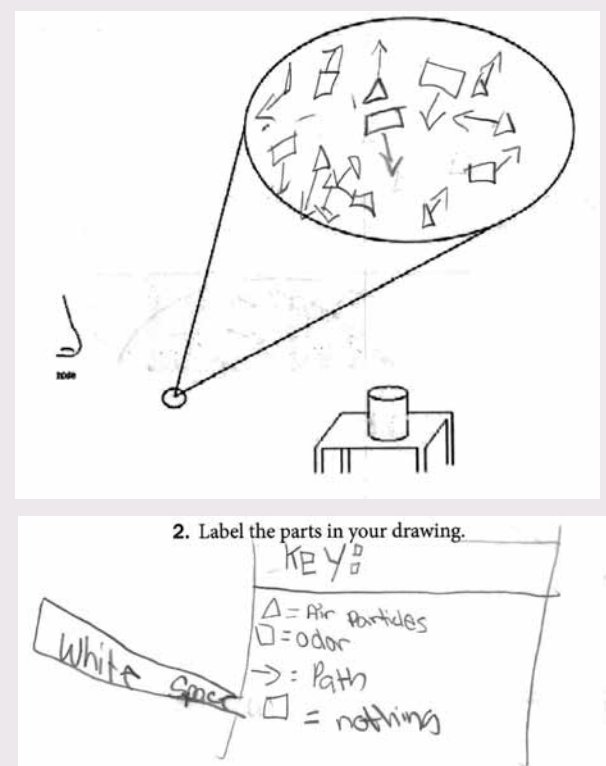 nose
2. Label the parts in your drawing.
KEY:
△ = Air Particles
□ = odor
→ = Path
White Space □ = nothing